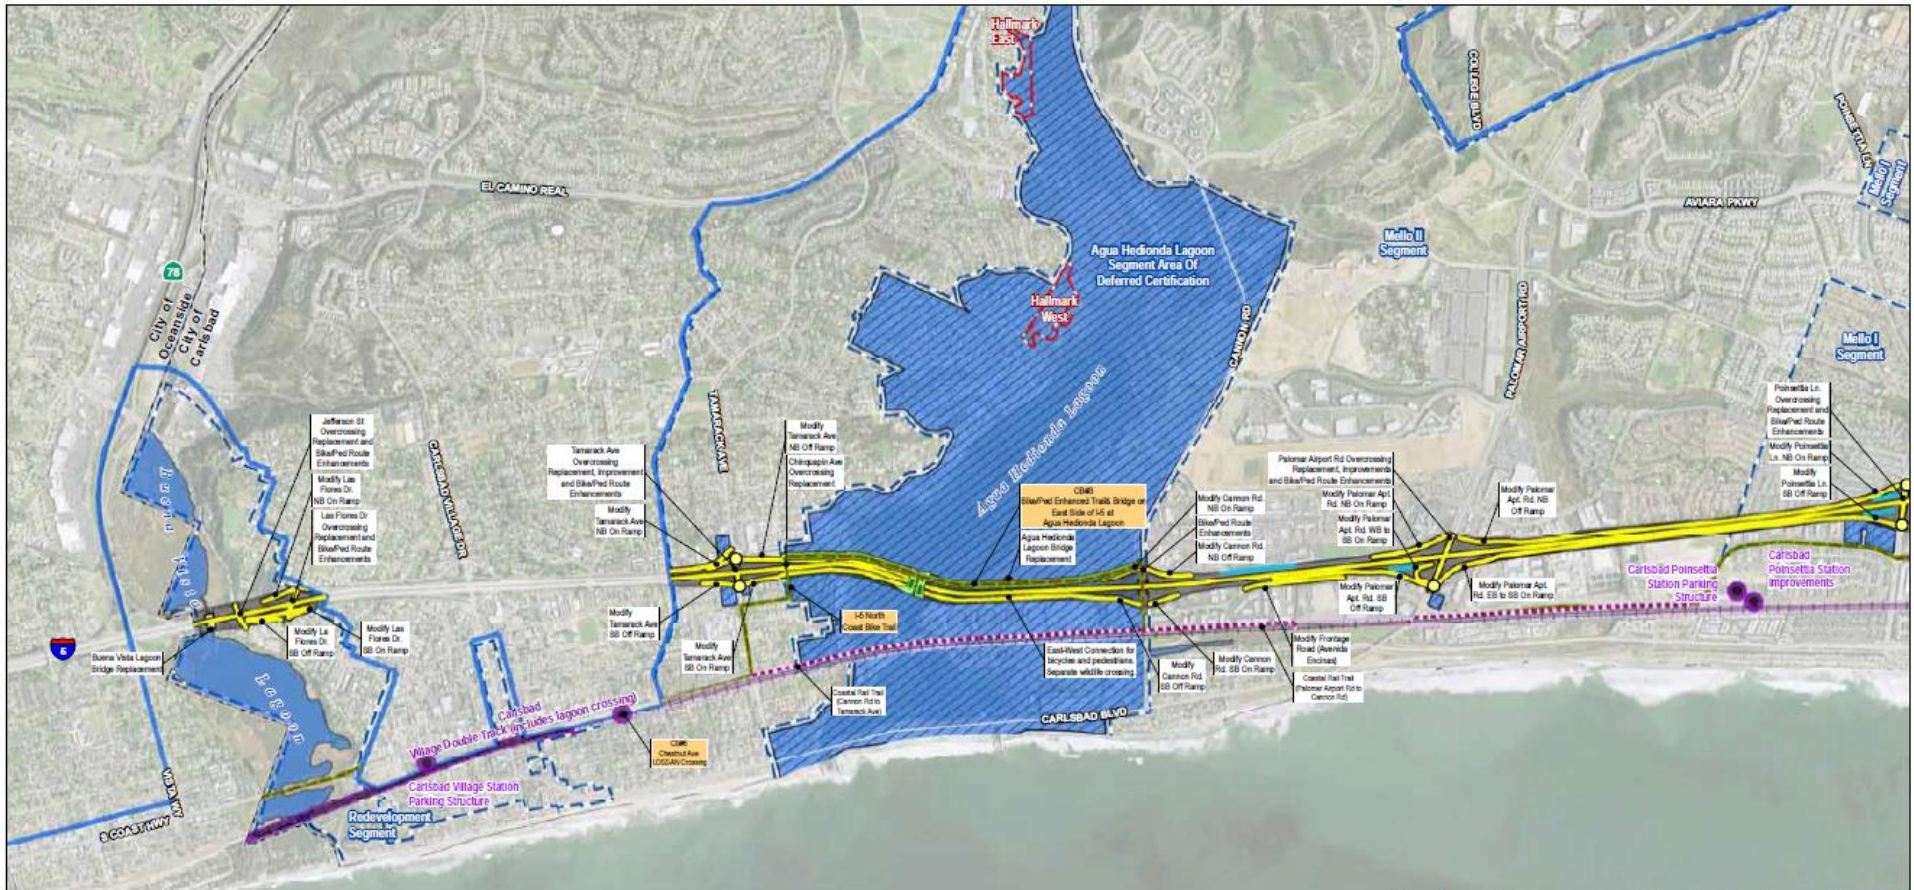 Hallmark
East
COLLEGE BLVD
POINSETTIA LN
Mello I
Segment
EL CAMINO REAL
AVIARA PKWY
Mello II
Segment
Agua Hedionda Lagoon
Segment Area Of
Deferred Certification
78
City of
Oceanside
City of
Carlsbad
Hallmark
West
CANNON RD
PALOMAR AIRPORT RD
Mello I
Segment
Agua Hedionda Lagoon
Buena Vista
Lagoon
Jefferson St
Overcrossing
Replacement and
Bike/Ped Route
Enhancements
Modify Las
Flores Dr.
NB On Ramp
Las Flores Dr
Overcrossing
Replacement and
Bike/Ped Route
Enhancements
CARLSBAD VILLAGE DR
Tamarack Ave
Overcrossing
Replacement, Improvement
and Bike/Ped Route
Enhancements
Modify
Tamarack Ave
NB On Ramp
TAMARACK AVE
Modify
Tamarack Ave
NB Off Ramp
Chinquapin Ave
Overcrossing
Replacement
CB#3
Bike/Ped Enhanced Trail& Bridge on
East Side of I-5 at
Agua Hedionda Lagoon
Agua Hedionda
Lagoon Bridge
Replacement
Modify Cannon Rd.
NB On Ramp
Bike/Ped Route
Enhancements
Modify Cannon Rd.
NB Off Ramp
Palomar Airport Rd Overcrossing
Replacement, Improvements
and Bike/Ped Route Enhancements
Modify Palomar Apt.
Rd. NB On Ramp
Modify Palomar
Apt. Rd. WB to
SB On Ramp
Modify Palomar
Apt. Rd. NB
Off Ramp
Poinsettia Ln.
Overcrossing
Replacement and
Bike/Ped Route
Enhancements
Modify Poinsettia
Ln. NB On Ramp
Modify
Poinsettia Ln.
SB Off Ramp
5
Buena Vista Lagoon
Bridge Replacement
Modify La
Flores Dr.
SB Off Ramp
Modify Las
Flores Dr.
SB On Ramp
Modify
Tamarack Ave
SB Off Ramp
Modify
Tamarack Ave
SB On Ramp
I-5 North
Coast Bike Trail
Coastal Rail Trail
(Cannon Rd to
Tamarack Ave)
East-West Connection for
bicycles and pedestrians.
Separate wildlife crossing.
Modify
Cannon Rd.
SB Off Ramp
Modify Cannon
Rd. SB On Ramp
Modify Frontage
Road (Avenida
Encinas)
Coastal Rail Trail
(Palomar Airport Rd to
Cannon Rd)
Modify Palomar
Apt. Rd. SB
Off Ramp
Modify Palomar Apt.
Rd. EB to SB On Ramp
Carlsbad Poinsettia
Station Parking
Structure
Carlsbad
Poinsettia Station
Improvements
Carlsbad
Village Double Track (includes lagoon crossing)
Chestnut Ave
LOSSAN Crossing
CARLSBAD BLVD
Carlsbad Village Station
Parking Structure
Redevelopment
Segment
VISTA WY
S COAST HWY